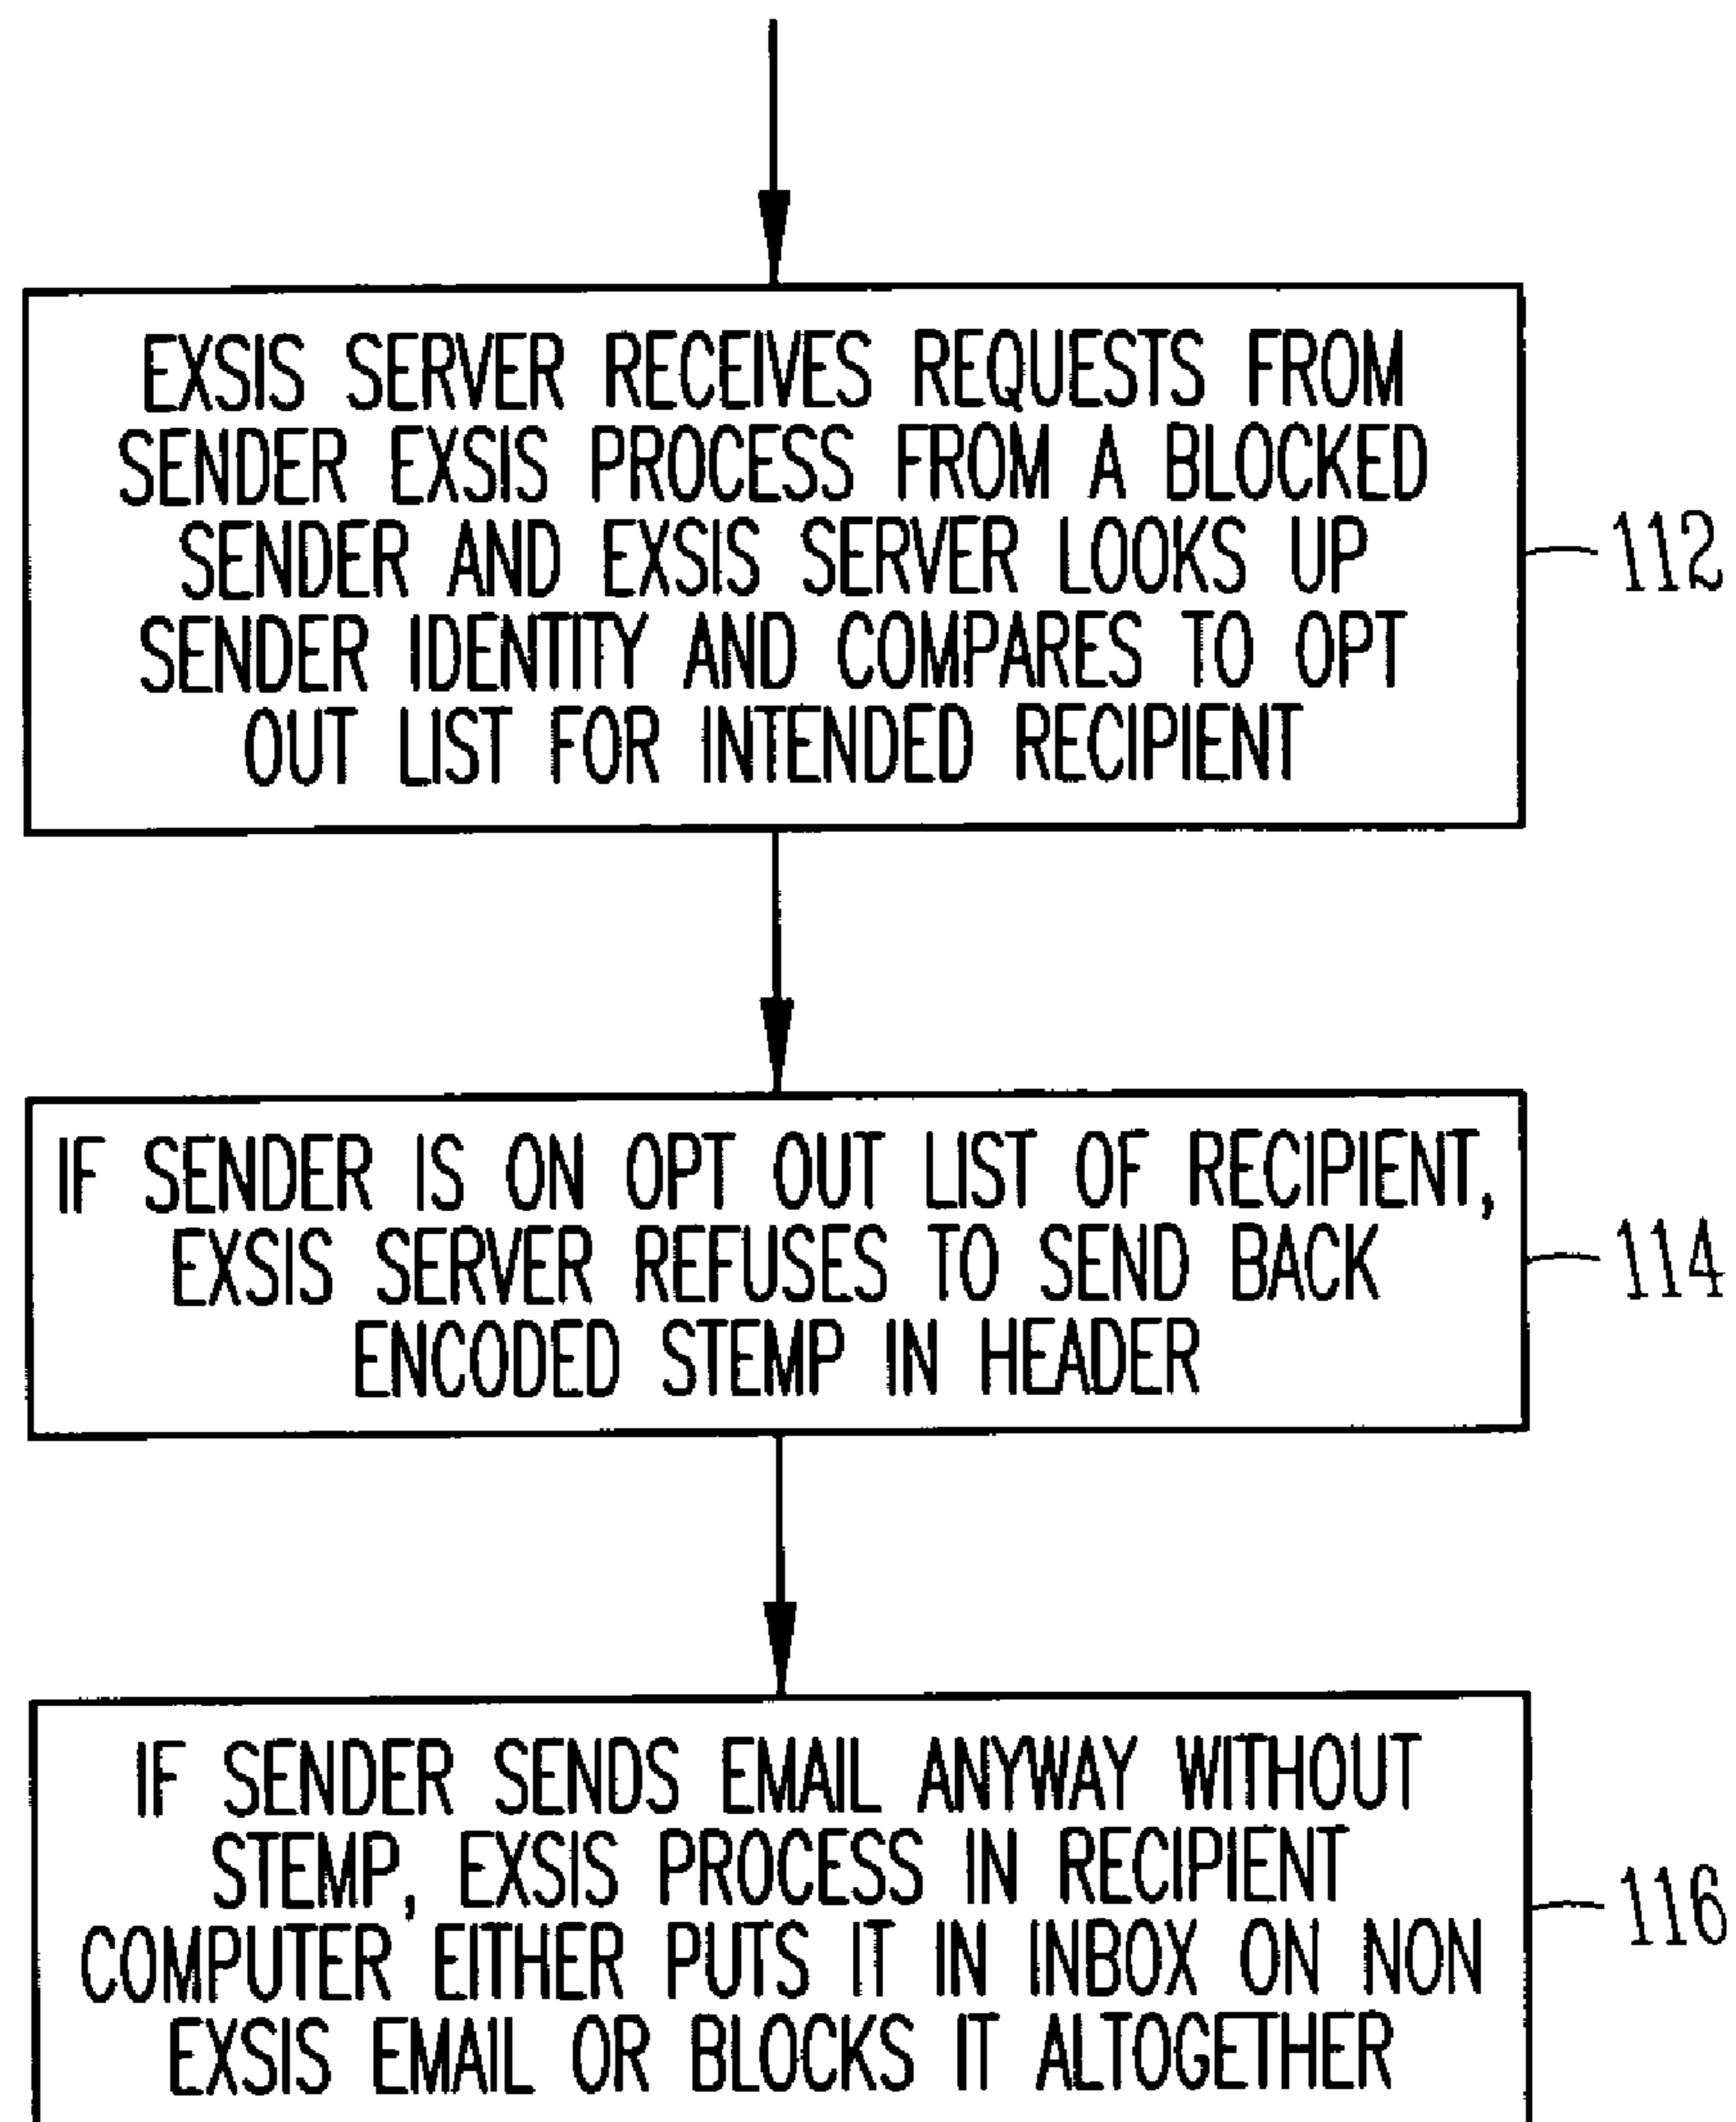 EXSIS SERVER RECEIVES REQUESTS FROM
SENDER EXSIS PROCESS FROM A BLOCKED
SENDER AND EXSIS SERVER LOOKS UP
SENDER IDENTITY AND COMPARES TO OPT
OUT LIST FOR INTENDED RECIPIENT
112
IF SENDER IS ON OPT OUT LIST OF RECIPIENT,
EXSIS SERVER REFUSES TO SEND BACK
ENCODED STEMP IN HEADER
114
IF SENDER SENDS EMAIL ANYWAY WITHOUT
STEMP, EXSIS PROCESS IN RECIPIENT
COMPUTER EITHER PUTS IT IN INBOX ON NON
EXSIS EMAIL OR BLOCKS IT ALTOGETHER
116